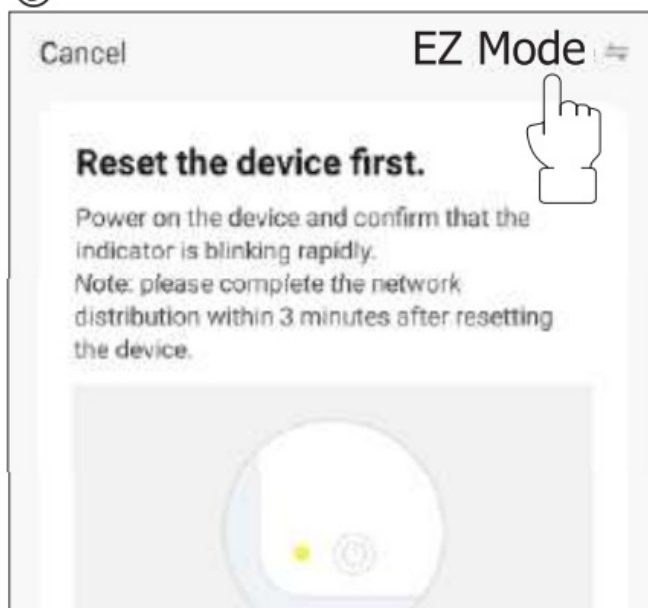 Cancel
EZ Mode
Reset the device first.
Power on the device and confirm that the
indicator is blinking rapidly.
Note: please complete the network
distribution within 3 minutes after resetting
the device.